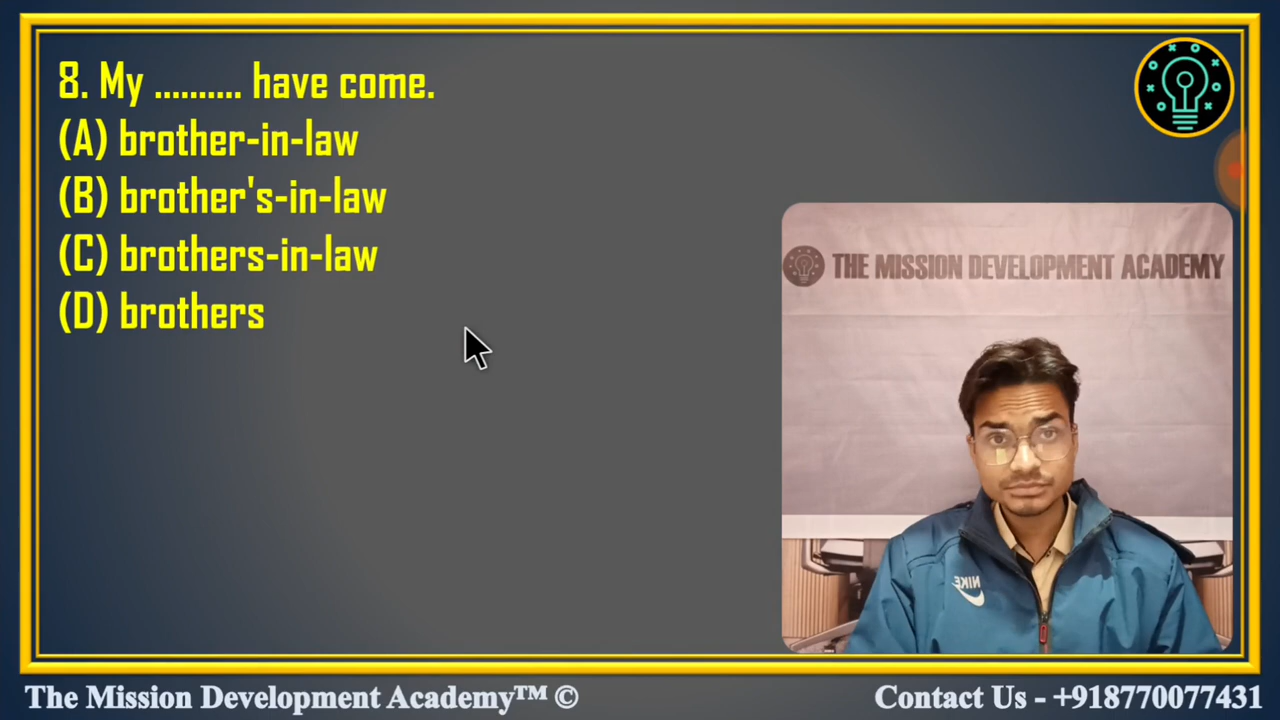 8. My .......... have come.
(A) brother-in-law
(B) brother's-in-law
(C) brothers-in-law
(D) brothers
THE MISSION DEVELOPMENT ACADEMY
NIKE
The Mission Development Academy™ ©
Contact Us - +918770077431